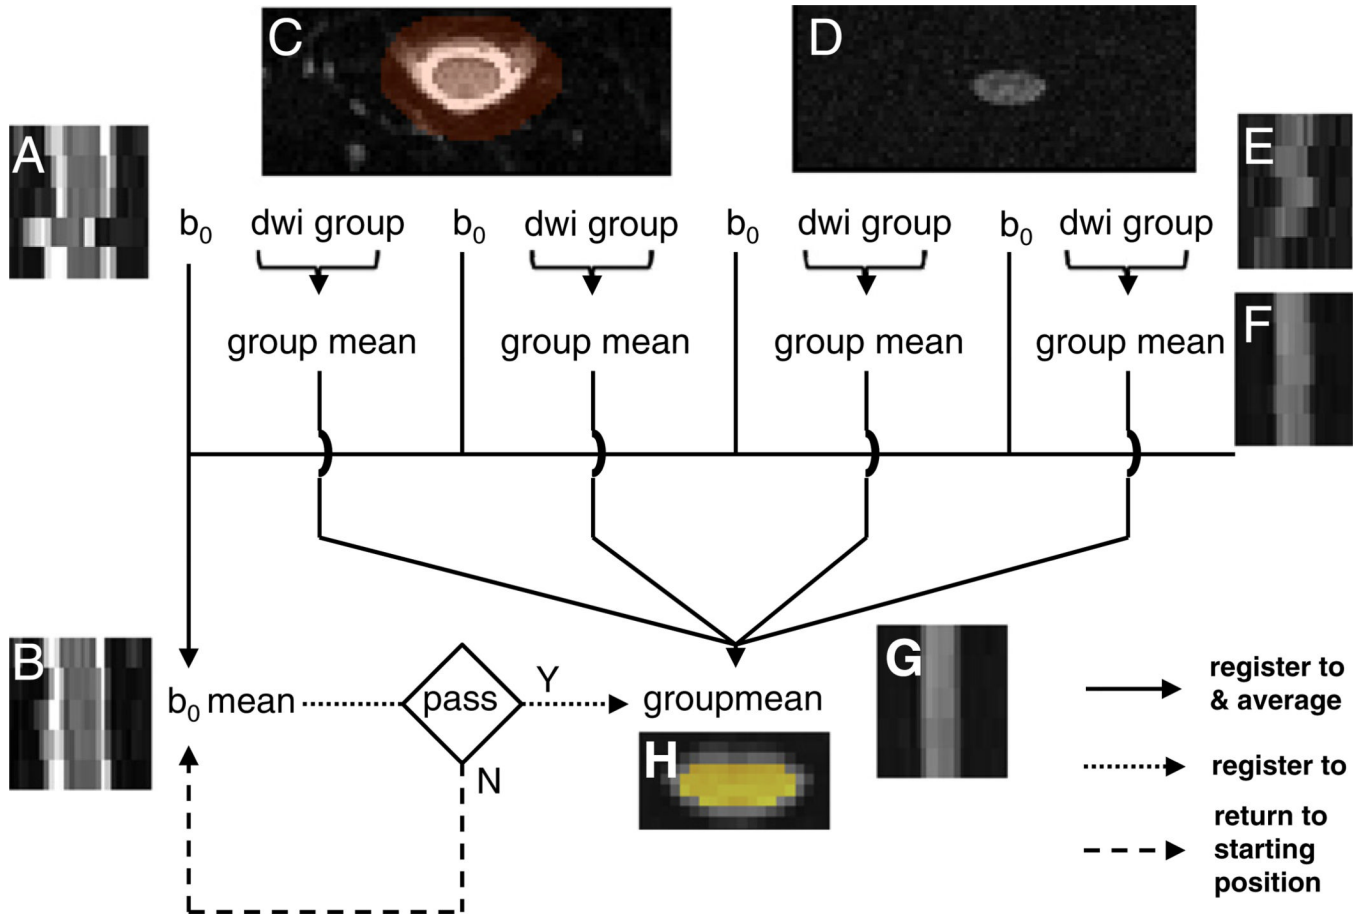 C
D
A
E
b0 dwi group b0 dwi group b0 dwi group b0 dwi group
F
group mean group mean group mean group mean
B
G
b0 mean
pass
Y
groupmean
N
H
register to
& average
register to
return to
starting
position